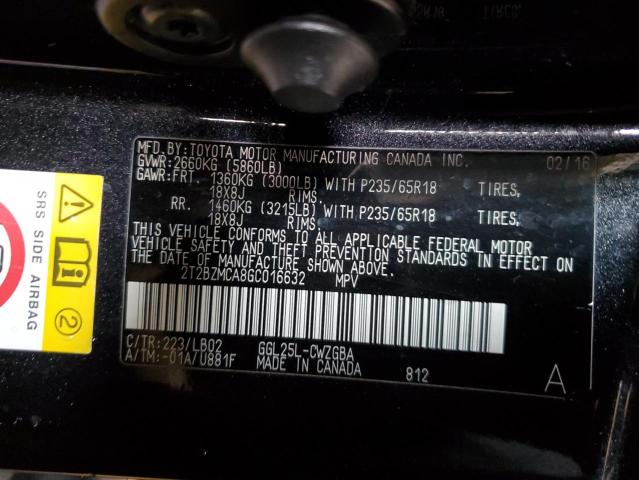 MFD. BY: TOYOTA MOTOR MANUFACTURING CANADA INC. 02/16
GVWR: 2660KG (5860LB)
GAWR: FRT. 1360KG (3000LB) WITH P235/65R18 TIRES,
18X8J RIMS.
RR. 1460KG (3215LB) WITH P235/65R18 TIRES,
18X8J RIMS.
THIS VEHICLE CONFORMS TO ALL APPLICABLE FEDERAL MOTOR
VEHICLE SAFETY AND THEFT PREVENTION STANDARDS IN EFFECT ON
THE DATE OF MANUFACTURE SHOWN ABOVE.
2T2BZMCA8GC016632 MPV
C/TR: 223/LB02 GGL25L-CWZGBA
A/TM: -01A/U881F MADE IN CANADA 812 A
SRS SIDE AIRBAG
2